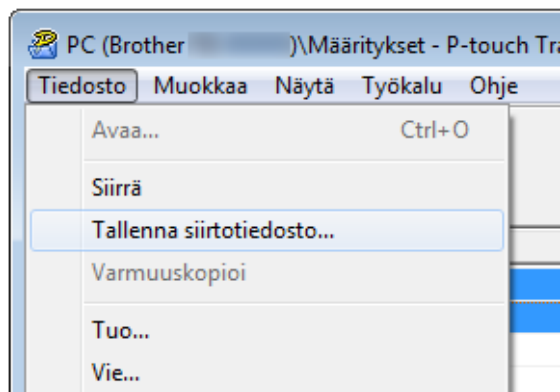 PC (Brother )\Määritykset - P-touch Tra
Tiedosto Muokkaa Näytä Työkalu Ohje
Avaa... Ctrl+O
Siirrä
Tallenna siirtotiedosto...
Varmuuskopioi
Tuo...
Vie...